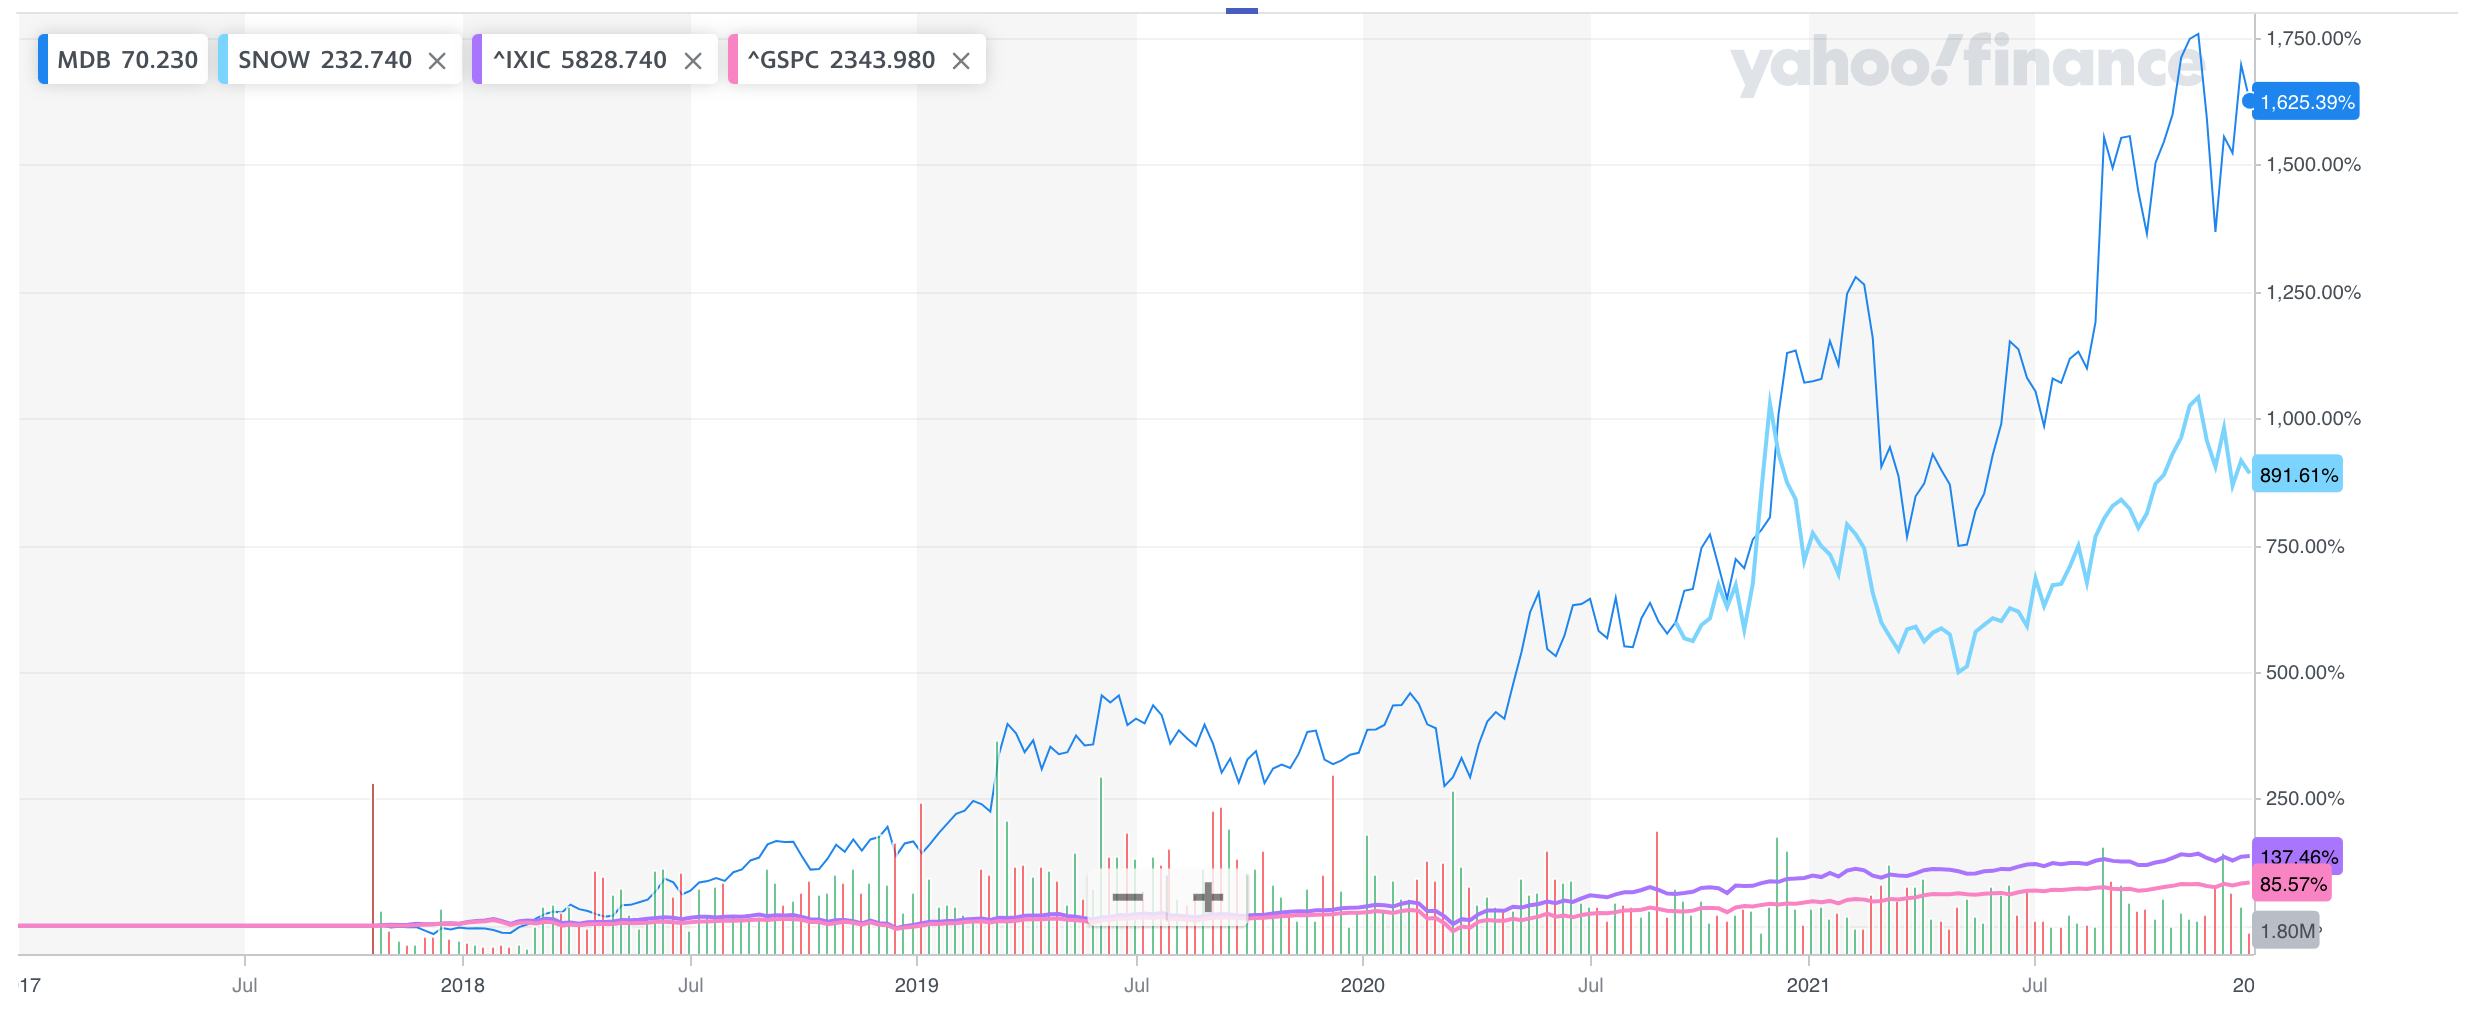 MDB 70.230 SNOW 232.740 ^IXIC 5828.740 ^GSPC 2343.980
yahoo!finance
1,750.00%
1,625.39%
1,500.00%
1,250.00%
1,000.00%
891.61%
750.00%
500.00%
250.00%
137.46%
85.57%
1.80M
17 Jul 2018 Jul 2019 Jul 2020 Jul 2021 Jul 20